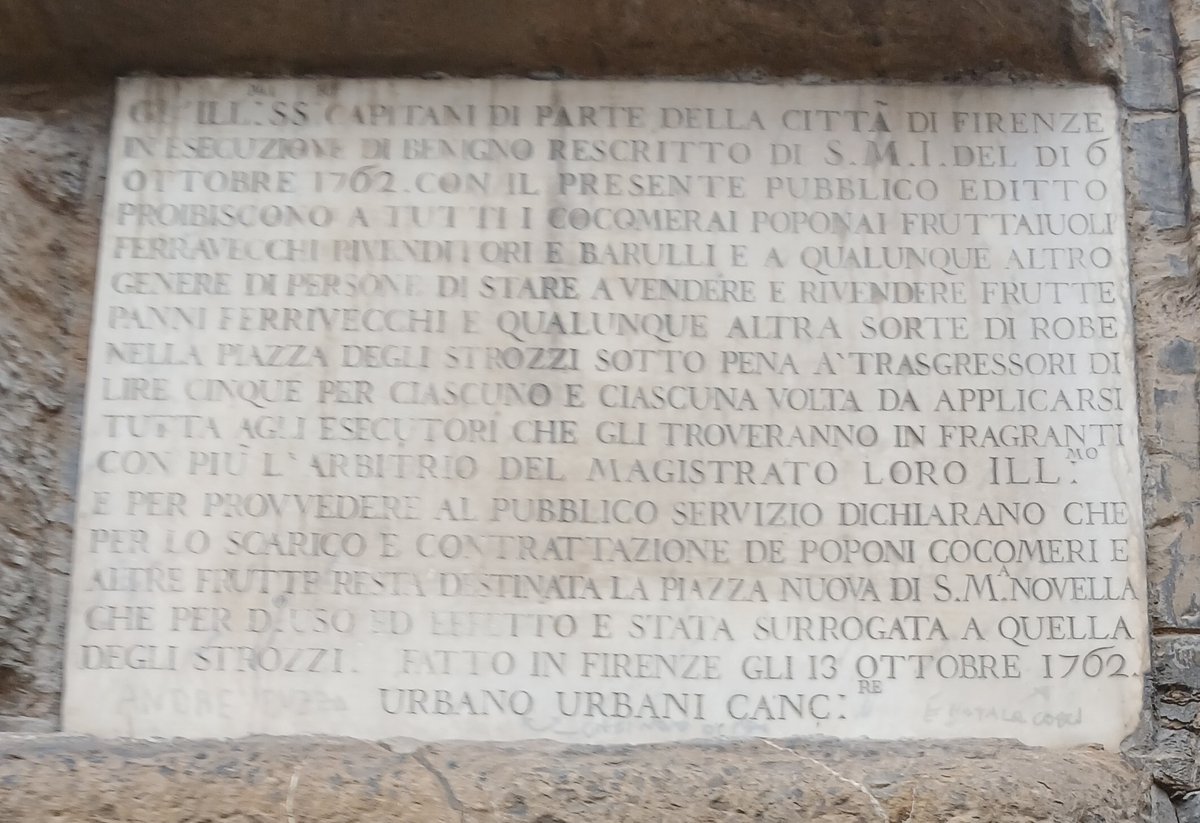 GL' ILL: SS CAPITANI DI PARTE DELLA CITTÃ DI FIRENZE
IN ESECUZIONE DI BENIGNO RESCRITTO DI S.M.I. DEL DI 6
OTTOBRE 1762. CON IL PRESENTE PUBBLICO EDITTO
PROIBISCONO A TUTTI I COCOMERAI POPONAI FRUTTAIUOLI
FERRAVECCHI RIVENDITORI E BARULLI E A QUALUNQUE ALTRO
GENERE DI PERSONE DI STARE A VENDERE E RIVENDERE FRUTTE
PANNI FERRIVECCHI E QUALUNQUE ALTRA SORTE DI ROBE
NELLA PIAZZA DEGLI STROZZI SOTTO PENA A' TRASGRESSORI DI
LIRE CINQUE PER CIASCUNO E CIASCUNA VOLTA DA APPLICARSI
TUTTA AGLI ESECUTORI CHE GLI TROVERANNO IN FRAGRANTI
CON PIU L' ARBITRIO DEL MAGISTRATO LORO ILL:MO
E PER PROVVEDERE AL PUBBLICO SERVIZIO DICHIARANO CHE
PER LO SCARICO E CONTRATTAZIONE DE POPONI COCOMERI E
ALTRE FRUTTE RESTA DESTINATA LA PIAZZA NUOVA DI S.M.A NOVELLA
CHE PER D'USO ED EFFETTO E STATA SURROGATA A QUELLA
DEGLI STROZZI. FATTO IN FIRENZE GLI 13 OTTOBRE 1762.
URBANO URBANI CANC:RE